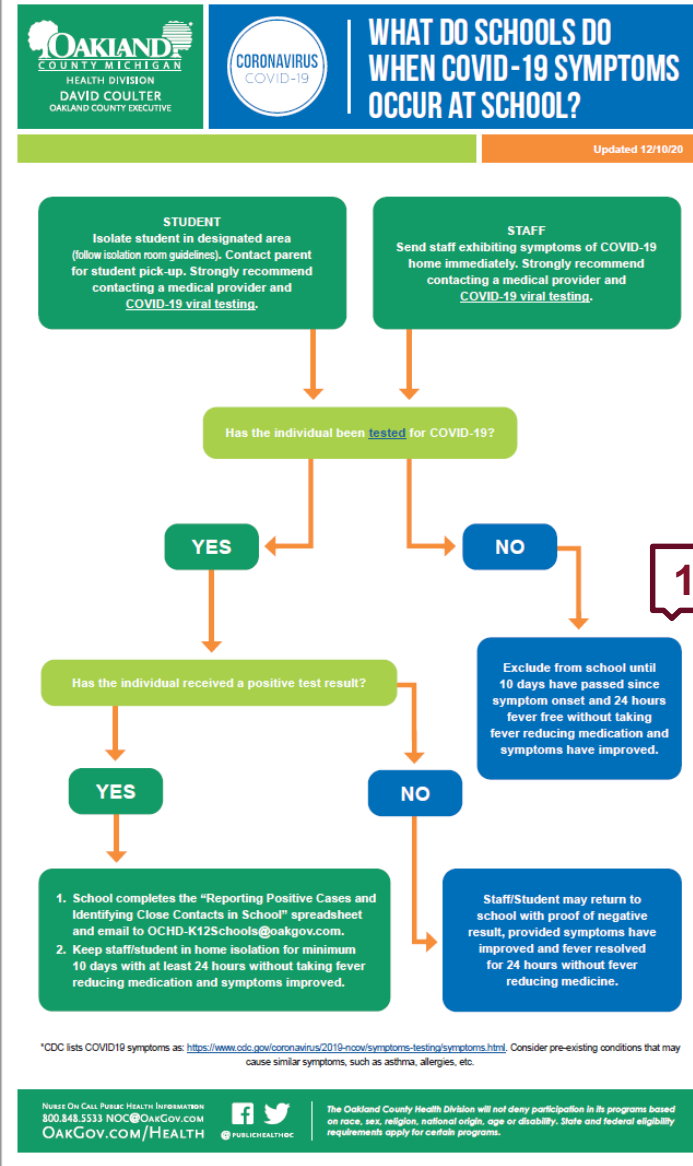 OAKLAND
COUNTY MICHIGAN
HEALTH DIVISION
DAVID COULTER
OAKLAND COUNTY EXECUTIVE
CORONAVIRUS
COVID-19
WHAT DO SCHOOLS DO
WHEN COVID-19 SYMPTOMS
OCCUR AT SCHOOL?
Updated 12/10/20
STUDENT
Isolate student in designated area
(follow isolation room guidelines). Contact parent
for student pick-up. Strongly recommend
contacting a medical provider and
COVID-19 viral testing.
STAFF
Send staff exhibiting symptoms of COVID-19
home immediately. Strongly recommend
contacting a medical provider and
COVID-19 viral testing.
Has the individual been tested for COVID-19?
YES
NO
1
Exclude from school until
10 days have passed since
symptom onset and 24 hours
fever free without taking
fever reducing medication and
symptoms have improved.
Has the individual received a positive test result?
YES
NO
1. School completes the “Reporting Positive Cases and
Identifying Close Contacts in School” spreadsheet
and email to OCHD-K12Schools@oakgov.com.
2. Keep staff/student in home isolation for minimum
10 days with at least 24 hours without taking fever
reducing medication and symptoms improved.
Staff/Student may return to
school with proof of negative
result, provided symptoms have
improved and fever resolved
for 24 hours without fever
reducing medicine.
*CDC lists COVID19 symptoms as: https://www.cdc.gov/coronavirus/2019-ncov/symptoms-testing/symptoms.html. Consider pre-existing conditions that may
cause similar symptoms, such as asthma, allergies, etc.
NURSE ON CALL PUBLIC HEALTH INFORMATION
800.848.5533 NOC@OAKGOV.COM
OAKGOV.COM/HEALTH
@PUBLICHEALTHOC
The Oakland County Health Division will not deny participation in its programs based
on race, sex, religion, national origin, age or disability. State and federal eligibility
requirements apply for certain programs.